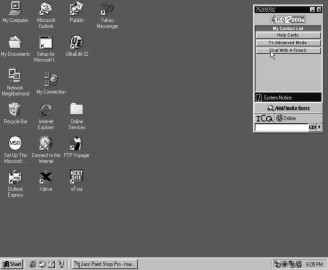 My Computer
Microsoft Outlook
Publish
Yahoo Messenger
My Documents
Setup for Microsoft I...
UltraEdit 32
Network Neighborhood
My Connection
Recycle Bin
Internet Explorer
Online Services
Set Up The Microsoft...
Connect to the Internet
FTP Voyager
Outlook Express
Xdrive
75209792
ICQ 2000a
My Contact List
Help Cards
To Advanced Mode
Chat With A Friend
System Notice
Add/Invite Users
ICQ
Online
Start
Jasc Paint Shop Pro - Ima...
6:05 PM